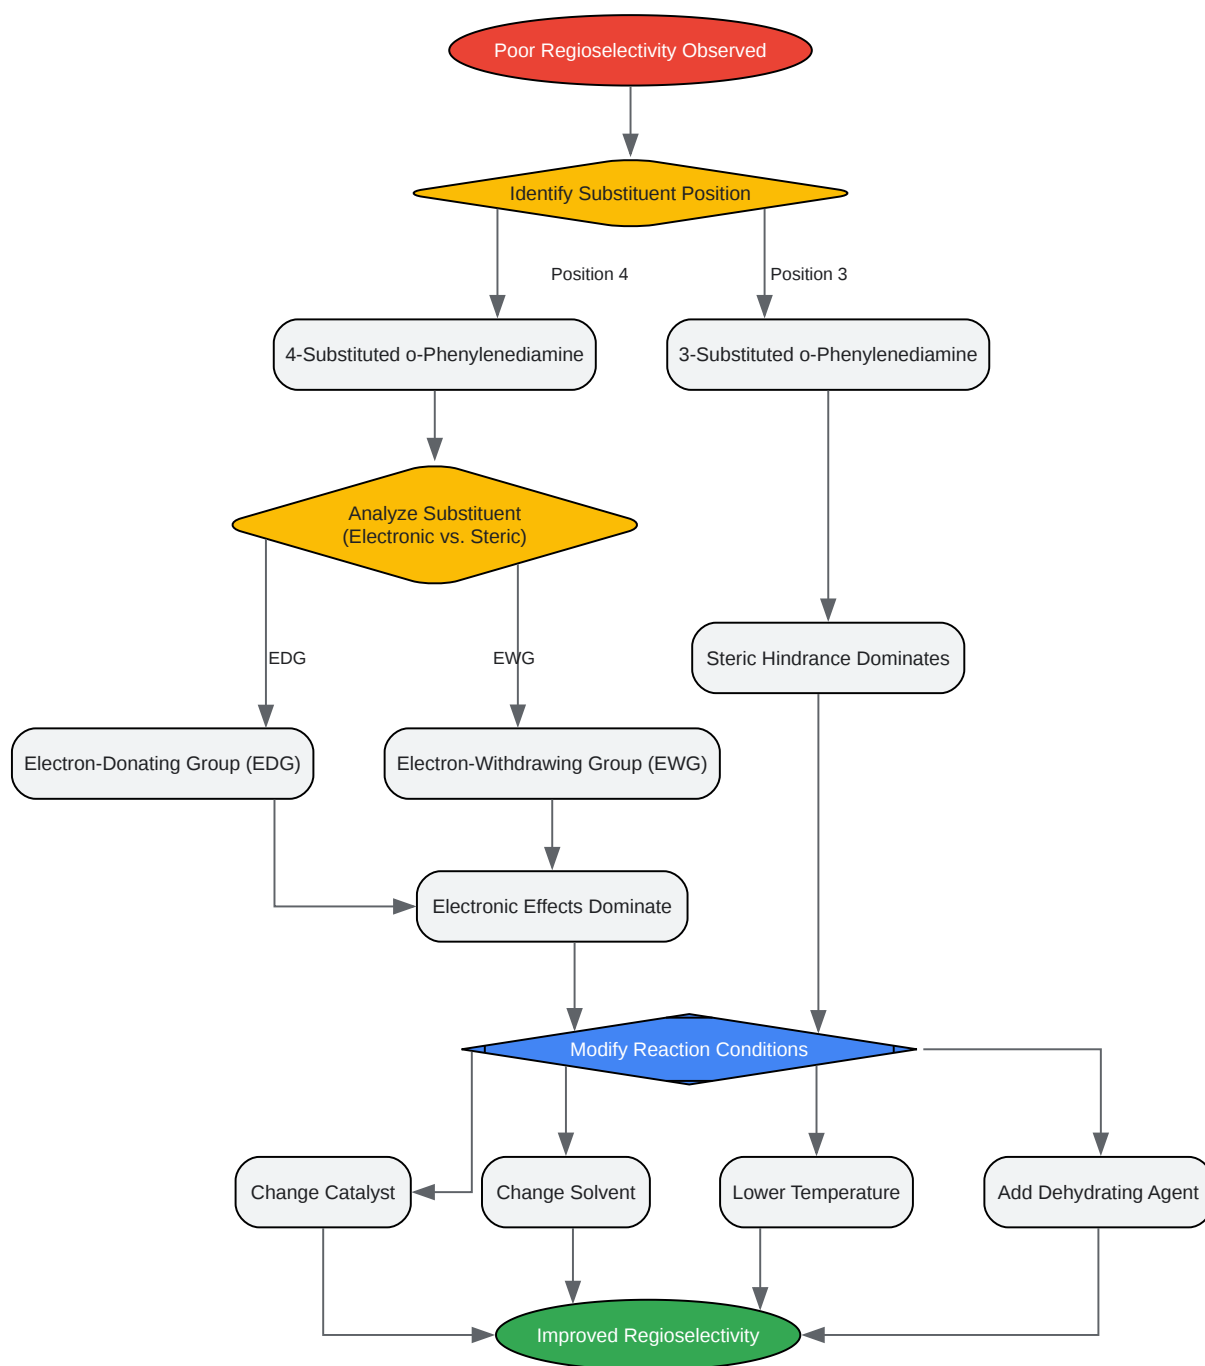 Poor Regioselectivity Observed
Identify Substituent Position
Position 4
Position 3
4-Substituted o-Phenylenediamine
3-Substituted o-Phenylenediamine
Analyze Substituent
(Electronic vs. Steric)
EDG
EWG
Steric Hindrance Dominates
Electron-Donating Group (EDG)
Electron-Withdrawing Group (EWG)
Electronic Effects Dominate
Modify Reaction Conditions
Change Catalyst
Change Solvent
Lower Temperature
Add Dehydrating Agent
Improved Regioselectivity